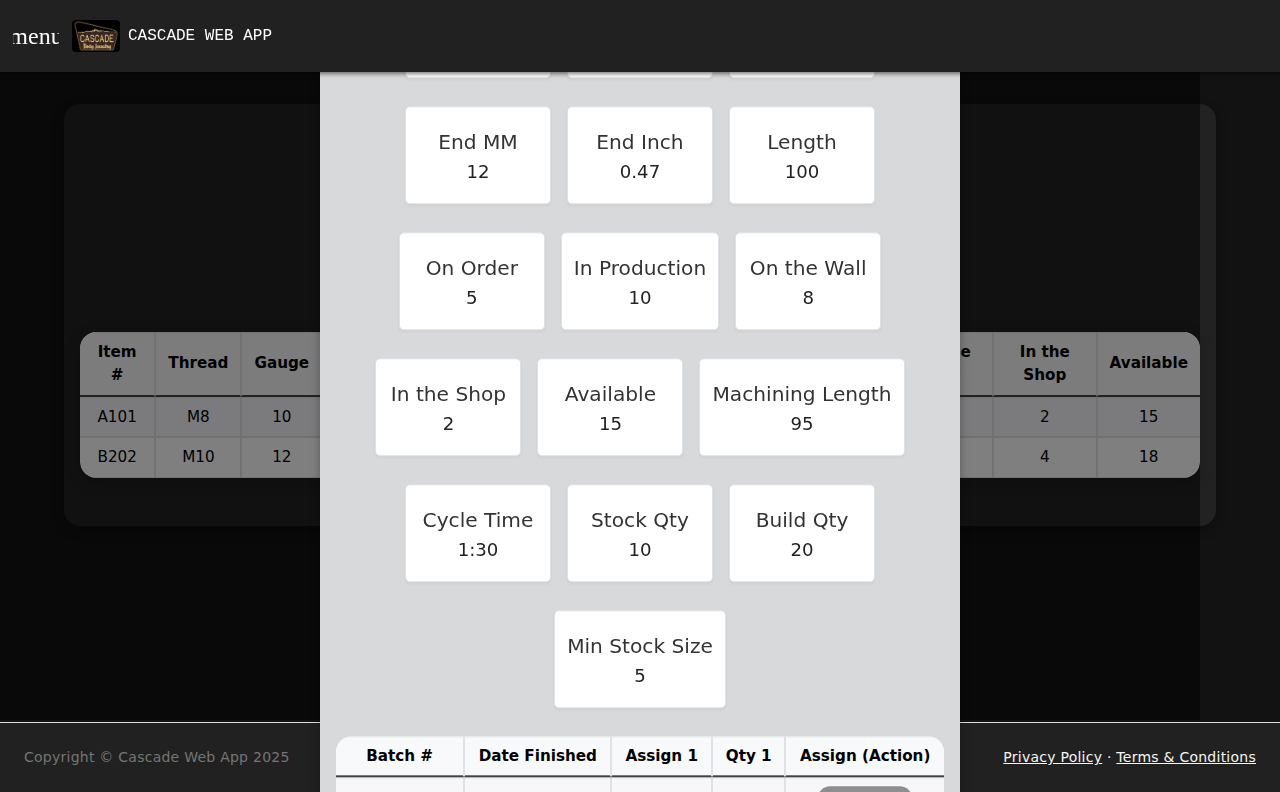 menu
CASCADE
Body Jewelry
CASCADE WEB APP
End MM
12
End Inch
0.47
Length
100
On Order
5
In Production
10
On the Wall
8
In the Shop
2
Available
15
Machining Length
95
Cycle Time
1:30
Stock Qty
10
Build Qty
20
Min Stock Size
5
Batch # Date Finished Assign 1 Qty 1 Assign (Action)
Item
#
Thread Gauge
e
In the
Shop
Available
A101 M8 10 2 15
B202 M10 12 4 18
Copyright © Cascade Web App 2025
Privacy Policy · Terms & Conditions